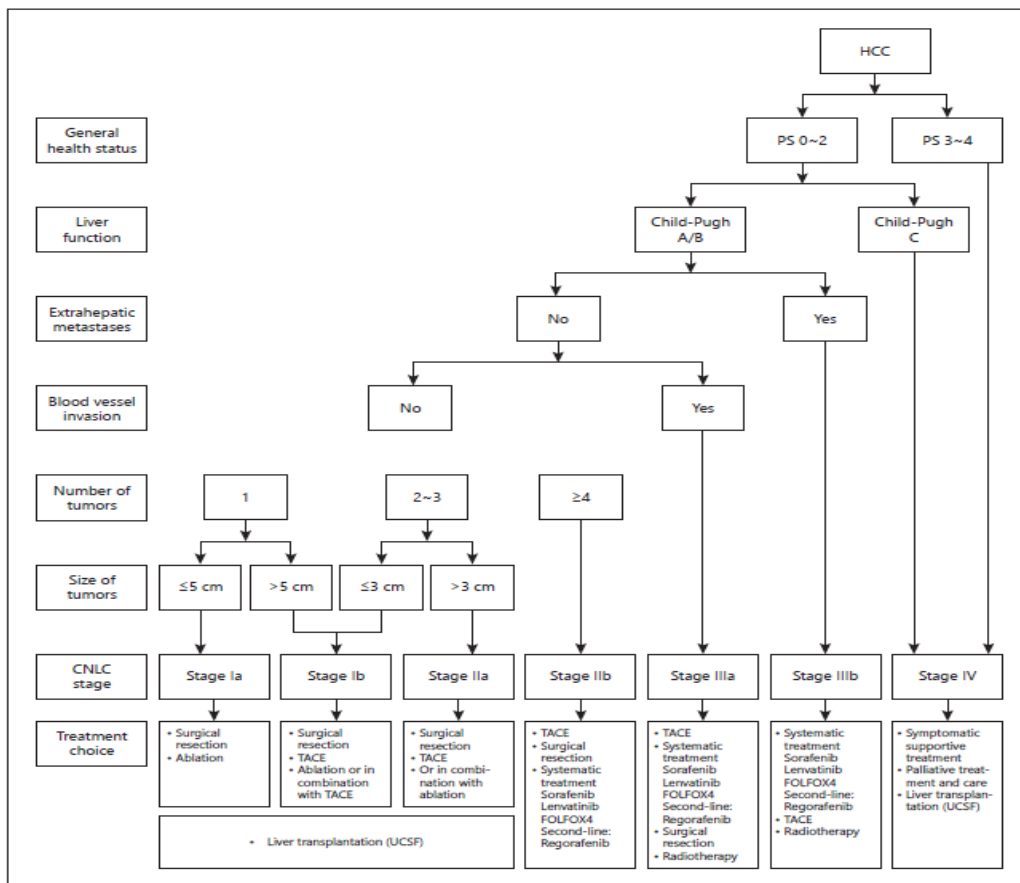 HCC
General
health status
PS 0~2
PS 3~4
Liver
function
Child-Pugh
A/B
Child-Pugh
C
Extrahepatic
metastases
No
Yes
Blood vessel
invasion
No
Yes
Number of
tumors
1
2~3
≥4
Size of
tumors
≤5 cm
>5 cm
≤3 cm
>3 cm
CNLC
stage
Stage Ia
Stage Ib
Stage IIa
Stage IIb
Stage IIIa
Stage IIIb
Stage IV
Treatment
choice
• Surgical
resection
• Ablation
• Surgical
resection
• TACE
• Ablation or in
combination
with TACE
• Surgical
resection
• TACE
• Or in combi-
nation with
ablation
• Liver transplantation (UCSF)
• TACE
• Surgical
resection
• Systematic
treatment
Sorafenib
Lenvatinib
FOLFOX4
Second-line:
Regorafenib
• TACE
• Systematic
treatment
Sorafenib
Lenvatinib
FOLFOX4
Second-line:
Regorafenib
• Surgical
resection
• Radiotherapy
• Systematic
treatment
Sorafenib
Lenvatinib
FOLFOX4
Second-line:
Regorafenib
• TACE
• Radiotherapy
• Symptomatic
supportive
treatment
• Palliative treat-
ment and care
• Liver transplan-
tation (UCSF)